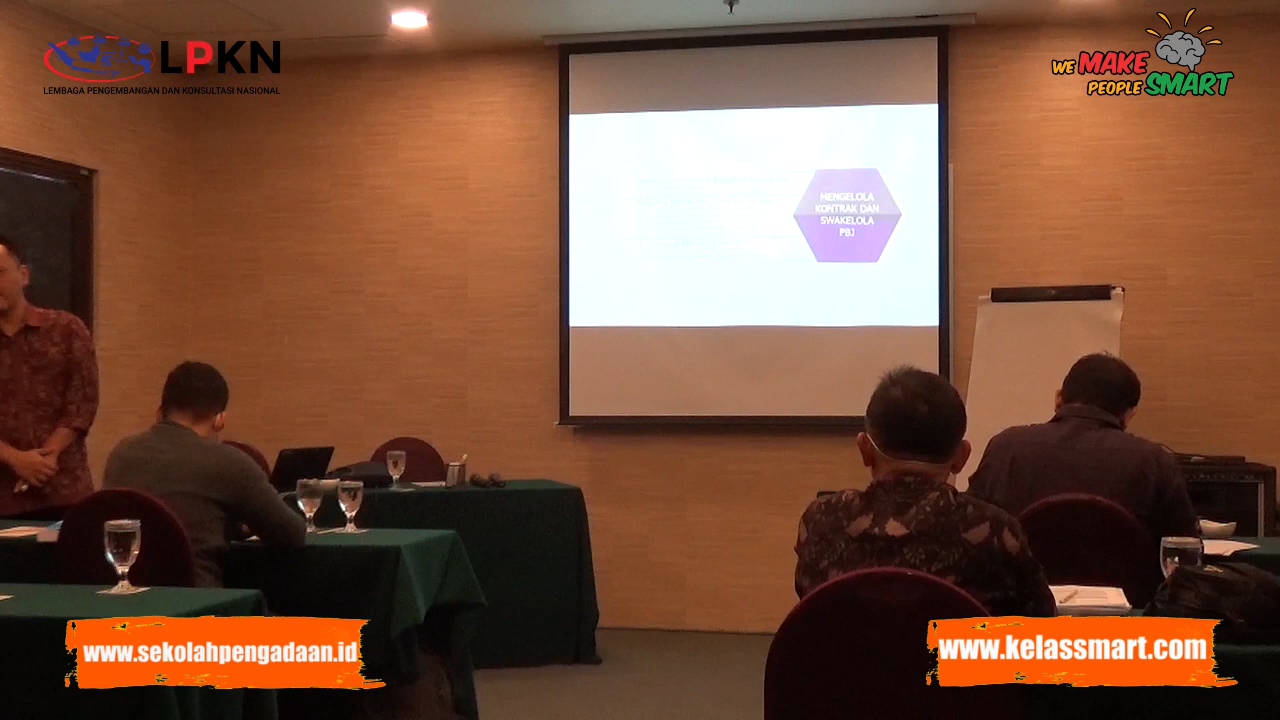 LPKN
LEMBAGA PENGEMBANGAN DAN KONSULTASI NASIONAL
WE MAKE
PEOPLE SMART
MENGELOLA
KONTRAK DAN
SWAKELOLA
PBJ
www.sekolahpengadaan.id
www.kelassmart.com